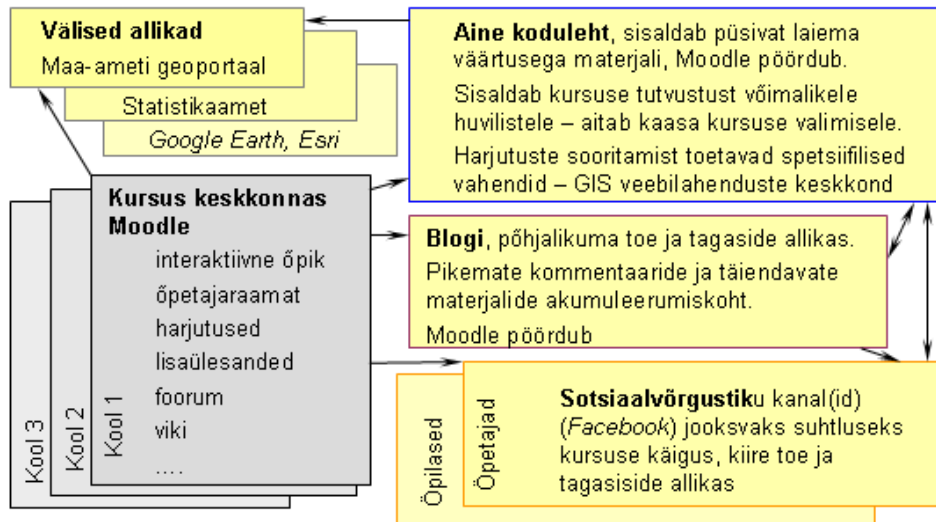 Välised allikad
Maa-ameti geoportaal
Statistikaamet
Google Earth, Esri
Aine koduleht, sisaldab püsivat laiema
väärtusega materjali, Moodle pöördub.
Sisaldab kursuse tutvustust võimalikele
huvilistele – aitab kaasa kursuse valimisele.
Harjutuste sooritamist toetavad spetsiifilised
vahendid – GIS veebilahenduste keskkond
Kursus keskkonnas
Moodle
interaktiivne õpik
õpetajaraamat
harjutused
lisaülesanded
foorum
viki
....
Kool 1
Kool 2
Kool 3
Blogi, põhjalikuma toe ja tagaside allikas.
Pikemate kommentaaride ja täiendavate
materjalide akumuleerumiskoht.
Moodle pöördub
Sotsiaalvõrgustiku kanal(id)
(Facebook) jooksvaks suhtluseks
kursuse käigus, kiire toe ja
tagasiside allikas
Õpetajad
Õpilased